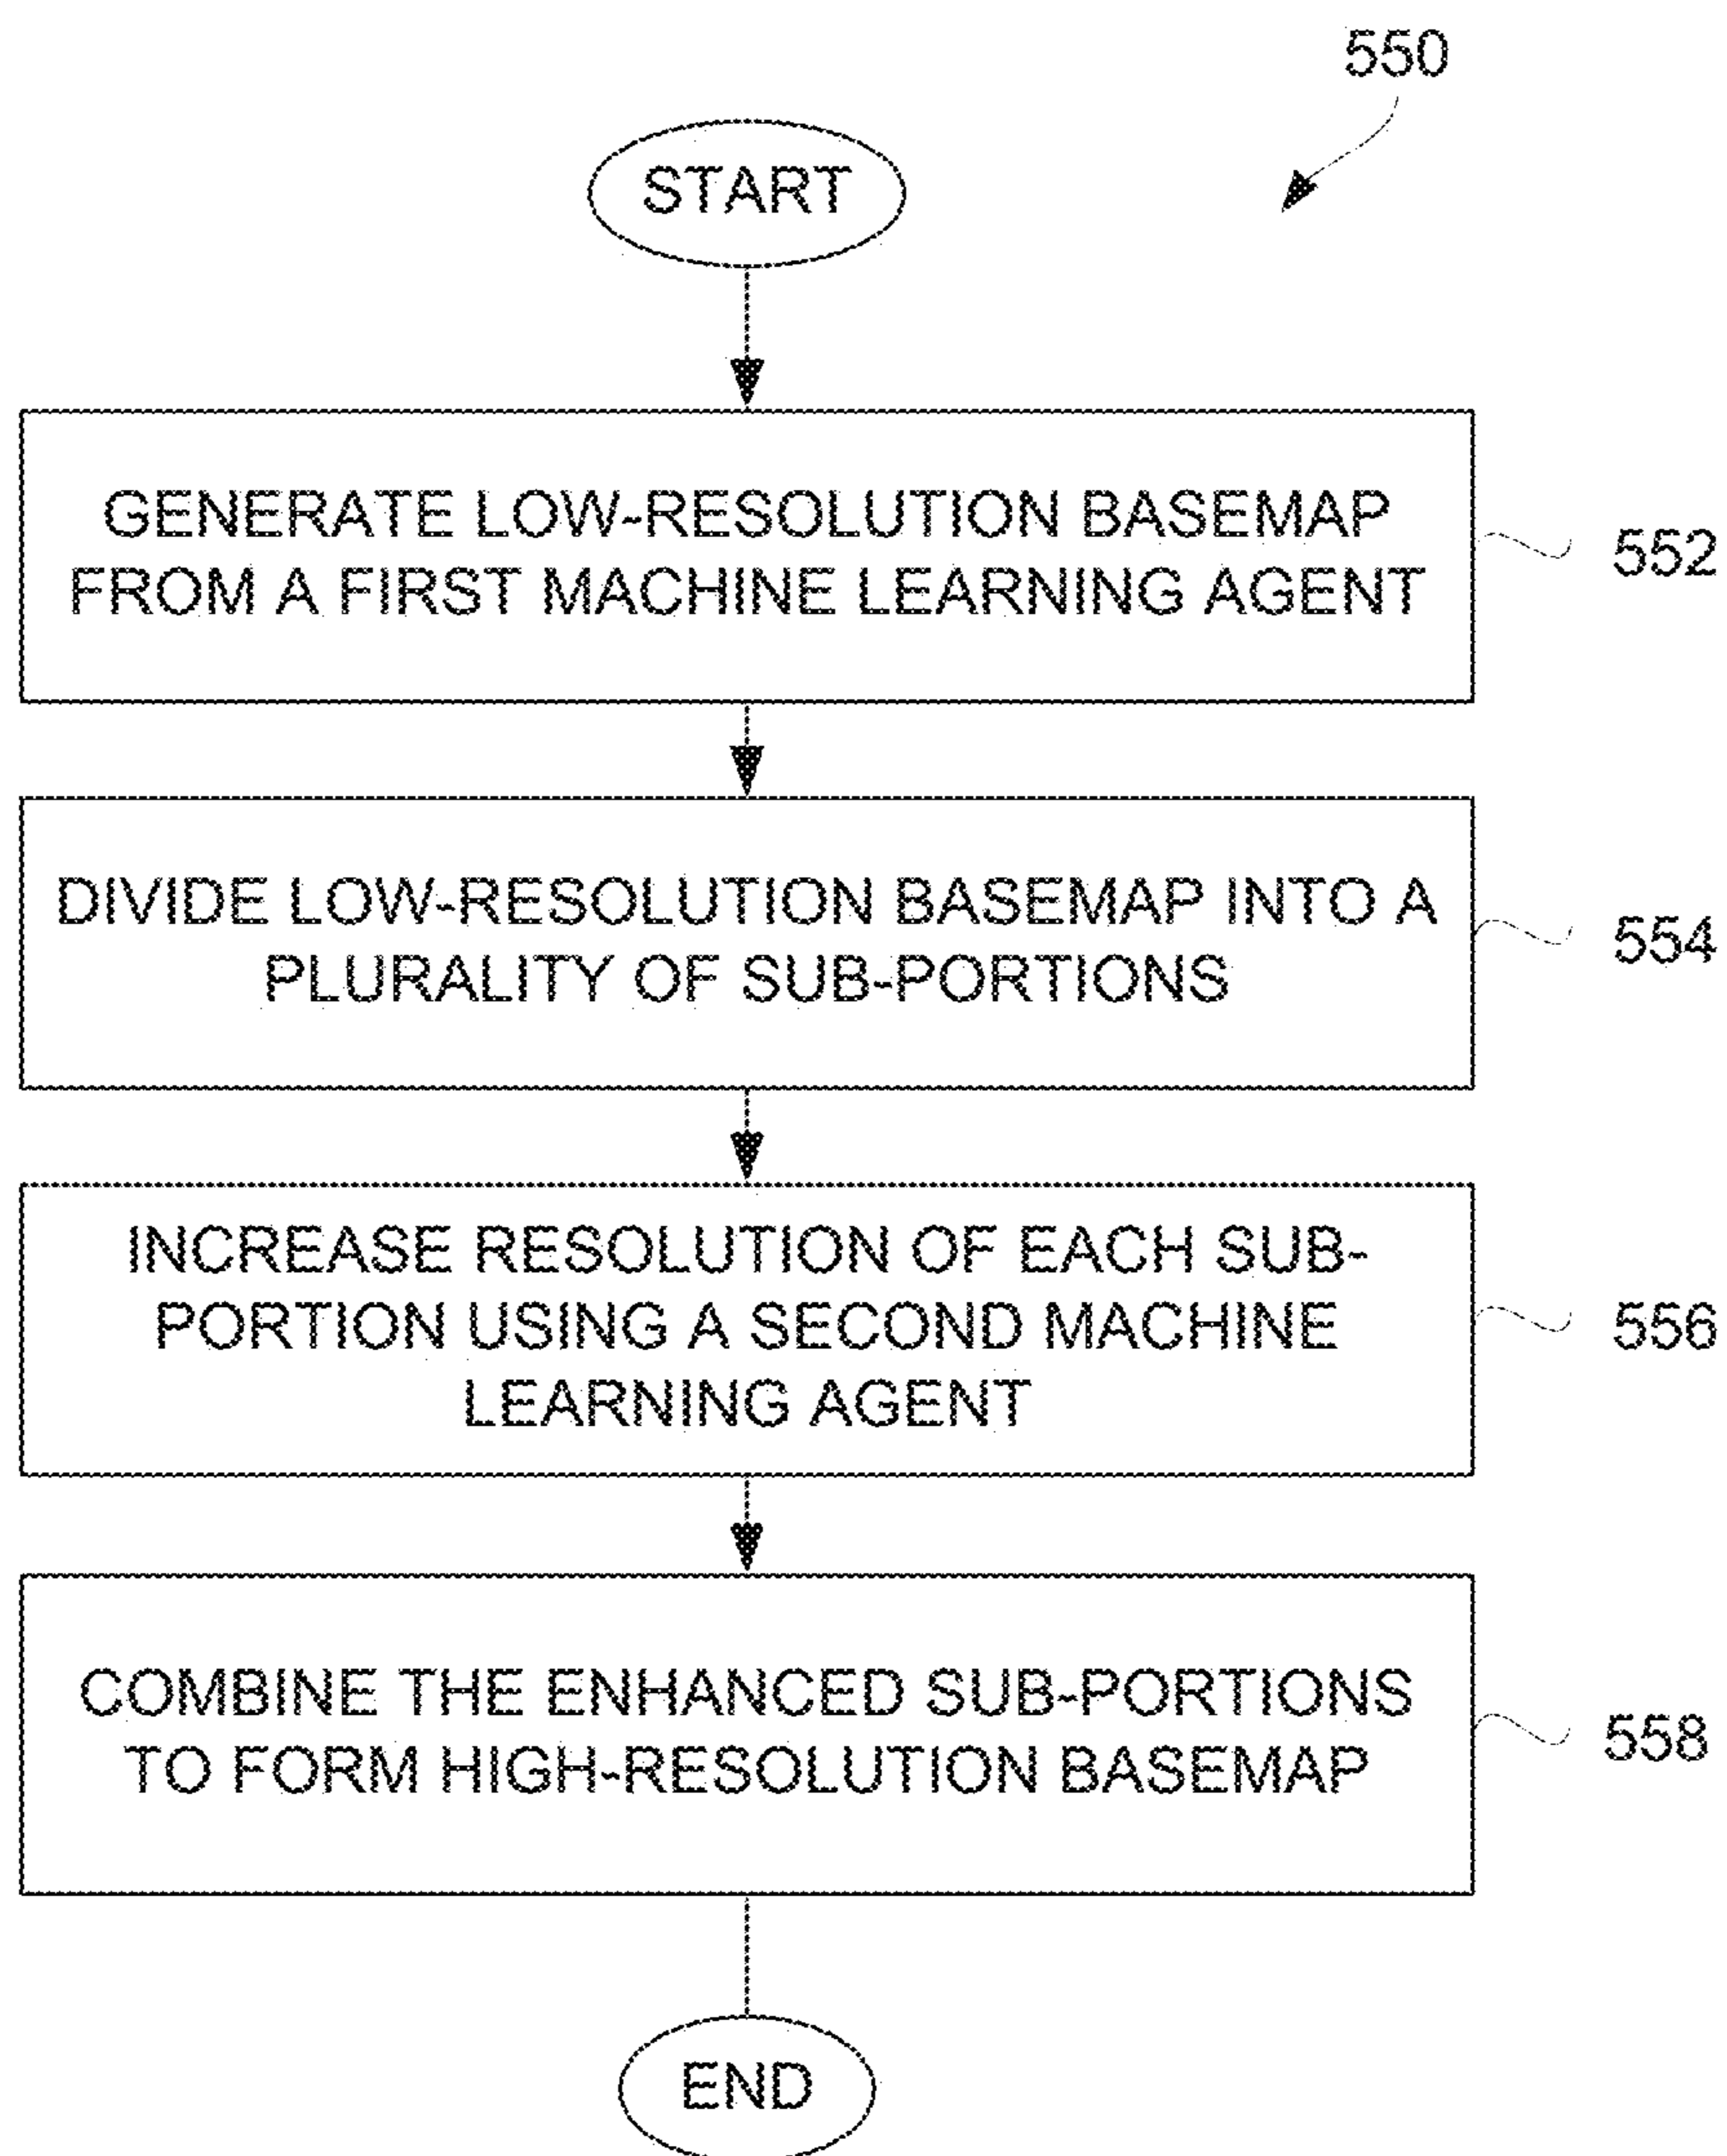 550
START
GENERATE LOW-RESOLUTION BASEMAP
FROM A FIRST MACHINE LEARNING AGENT
552
DIVIDE LOW-RESOLUTION BASEMAP INTO A
PLURALITY OF SUB-PORTIONS
554
INCREASE RESOLUTION OF EACH SUB-
PORTION USING A SECOND MACHINE
LEARNING AGENT
556
COMBINE THE ENHANCED SUB-PORTIONS
TO FORM HIGH-RESOLUTION BASEMAP
558
END